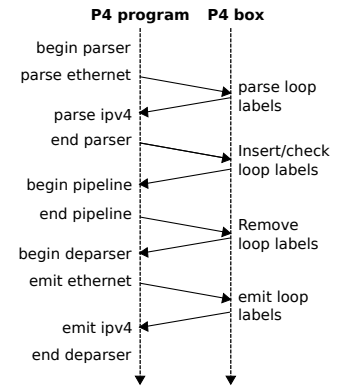 P4 program P4 box
begin parser
parse ethernet
parse loop
labels
parse ipv4
end parser
Insert/check
loop labels
begin pipeline
end pipeline
Remove
loop labels
begin deparser
emit ethernet
emit loop
labels
emit ipv4
end deparser